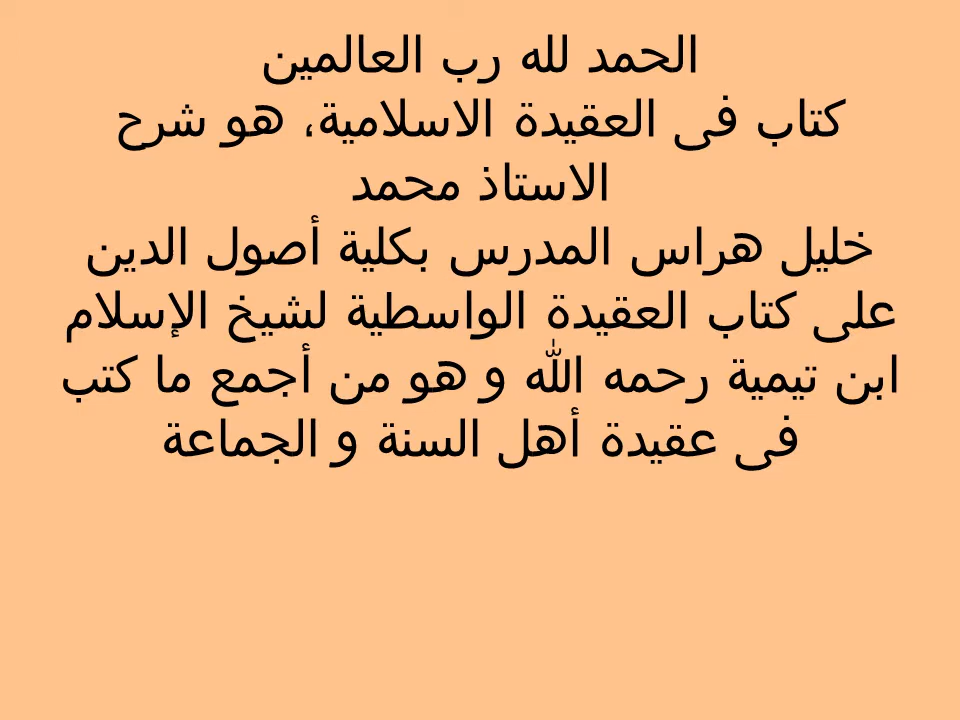 الحمد لله رب العالمين
كتاب فى العقيدة الاسلامية، هو شرح
الاستاذ محمد
خليل هراس المدرس بكلية أصول الدين
على كتاب العقيدة الواسطية لشيخ الإسلام
ابن تيمية رحمه الله و هو من أجمع ما كتب
فى عقيدة أهل السنة و الجماعة